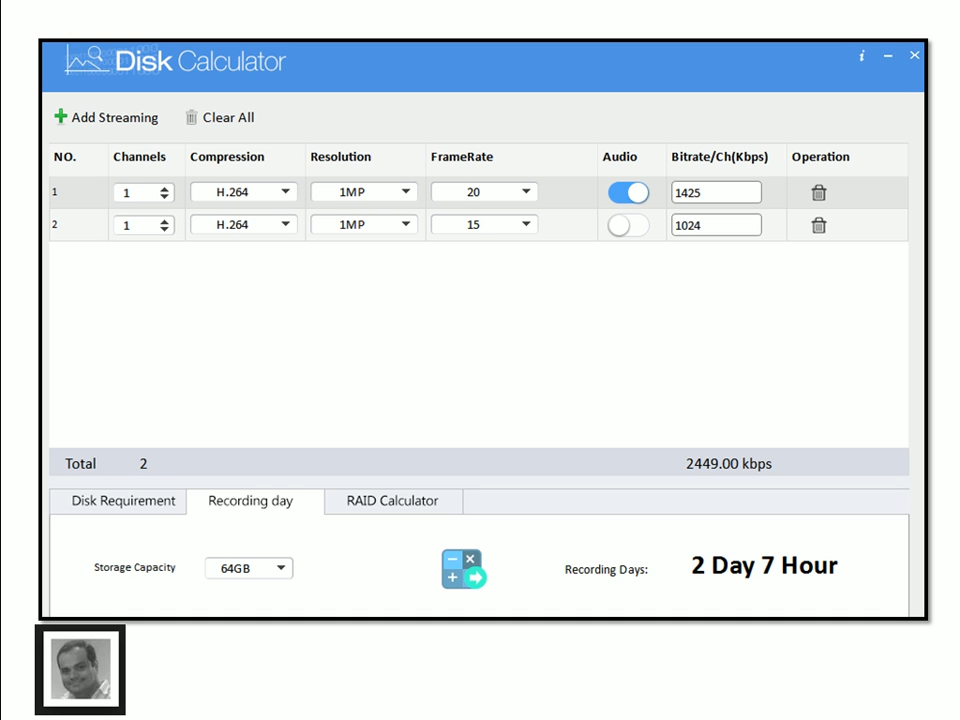 Disk Calculator
Add Streaming Clear All
NO. Channels Compression Resolution FrameRate Audio Bitrate/Ch(Kbps) Operation
1 1 H.264 1MP 20 1425
2 1 H.264 1MP 15 1024
Total 2 2449.00 kbps
Disk Requirement Recording day RAID Calculator
Storage Capacity 64GB Recording Days: 2 Day 7 Hour